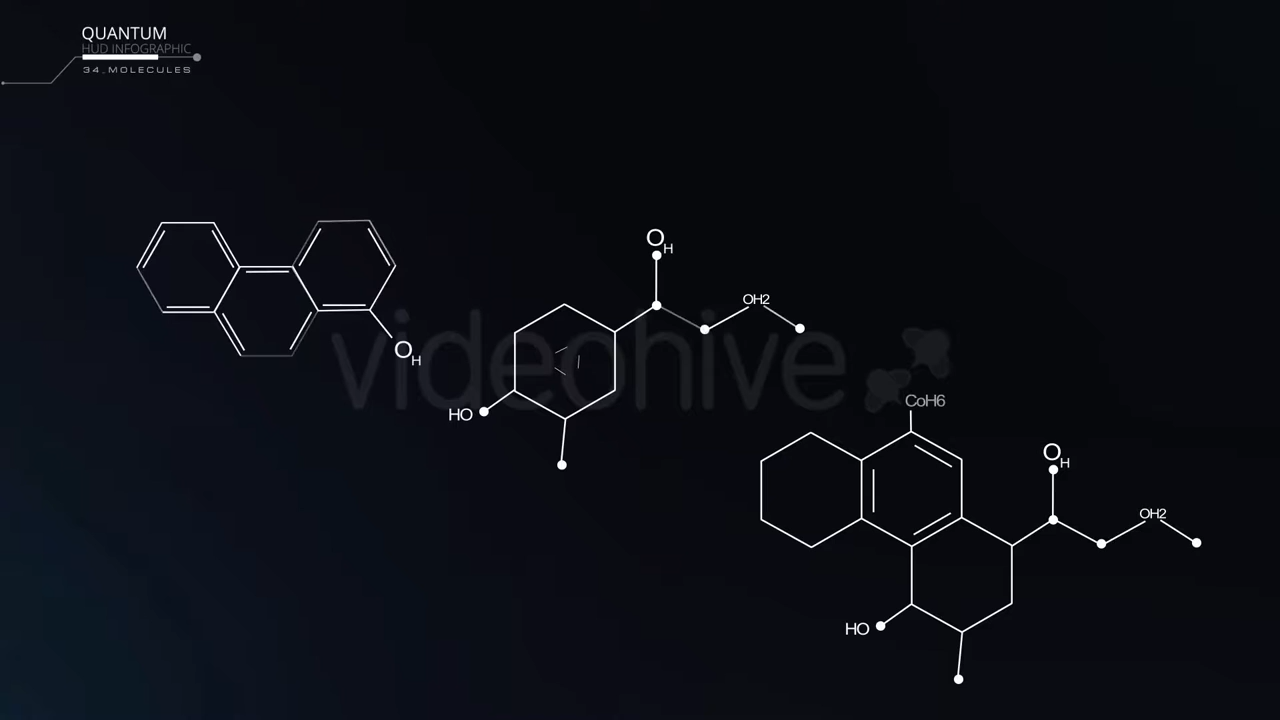 QUANTUM
HUD INFOGRAPHIC
34.MOLECULES
OH
OH
OH2
HO
videohive
CoH6
OH
OH2
HO